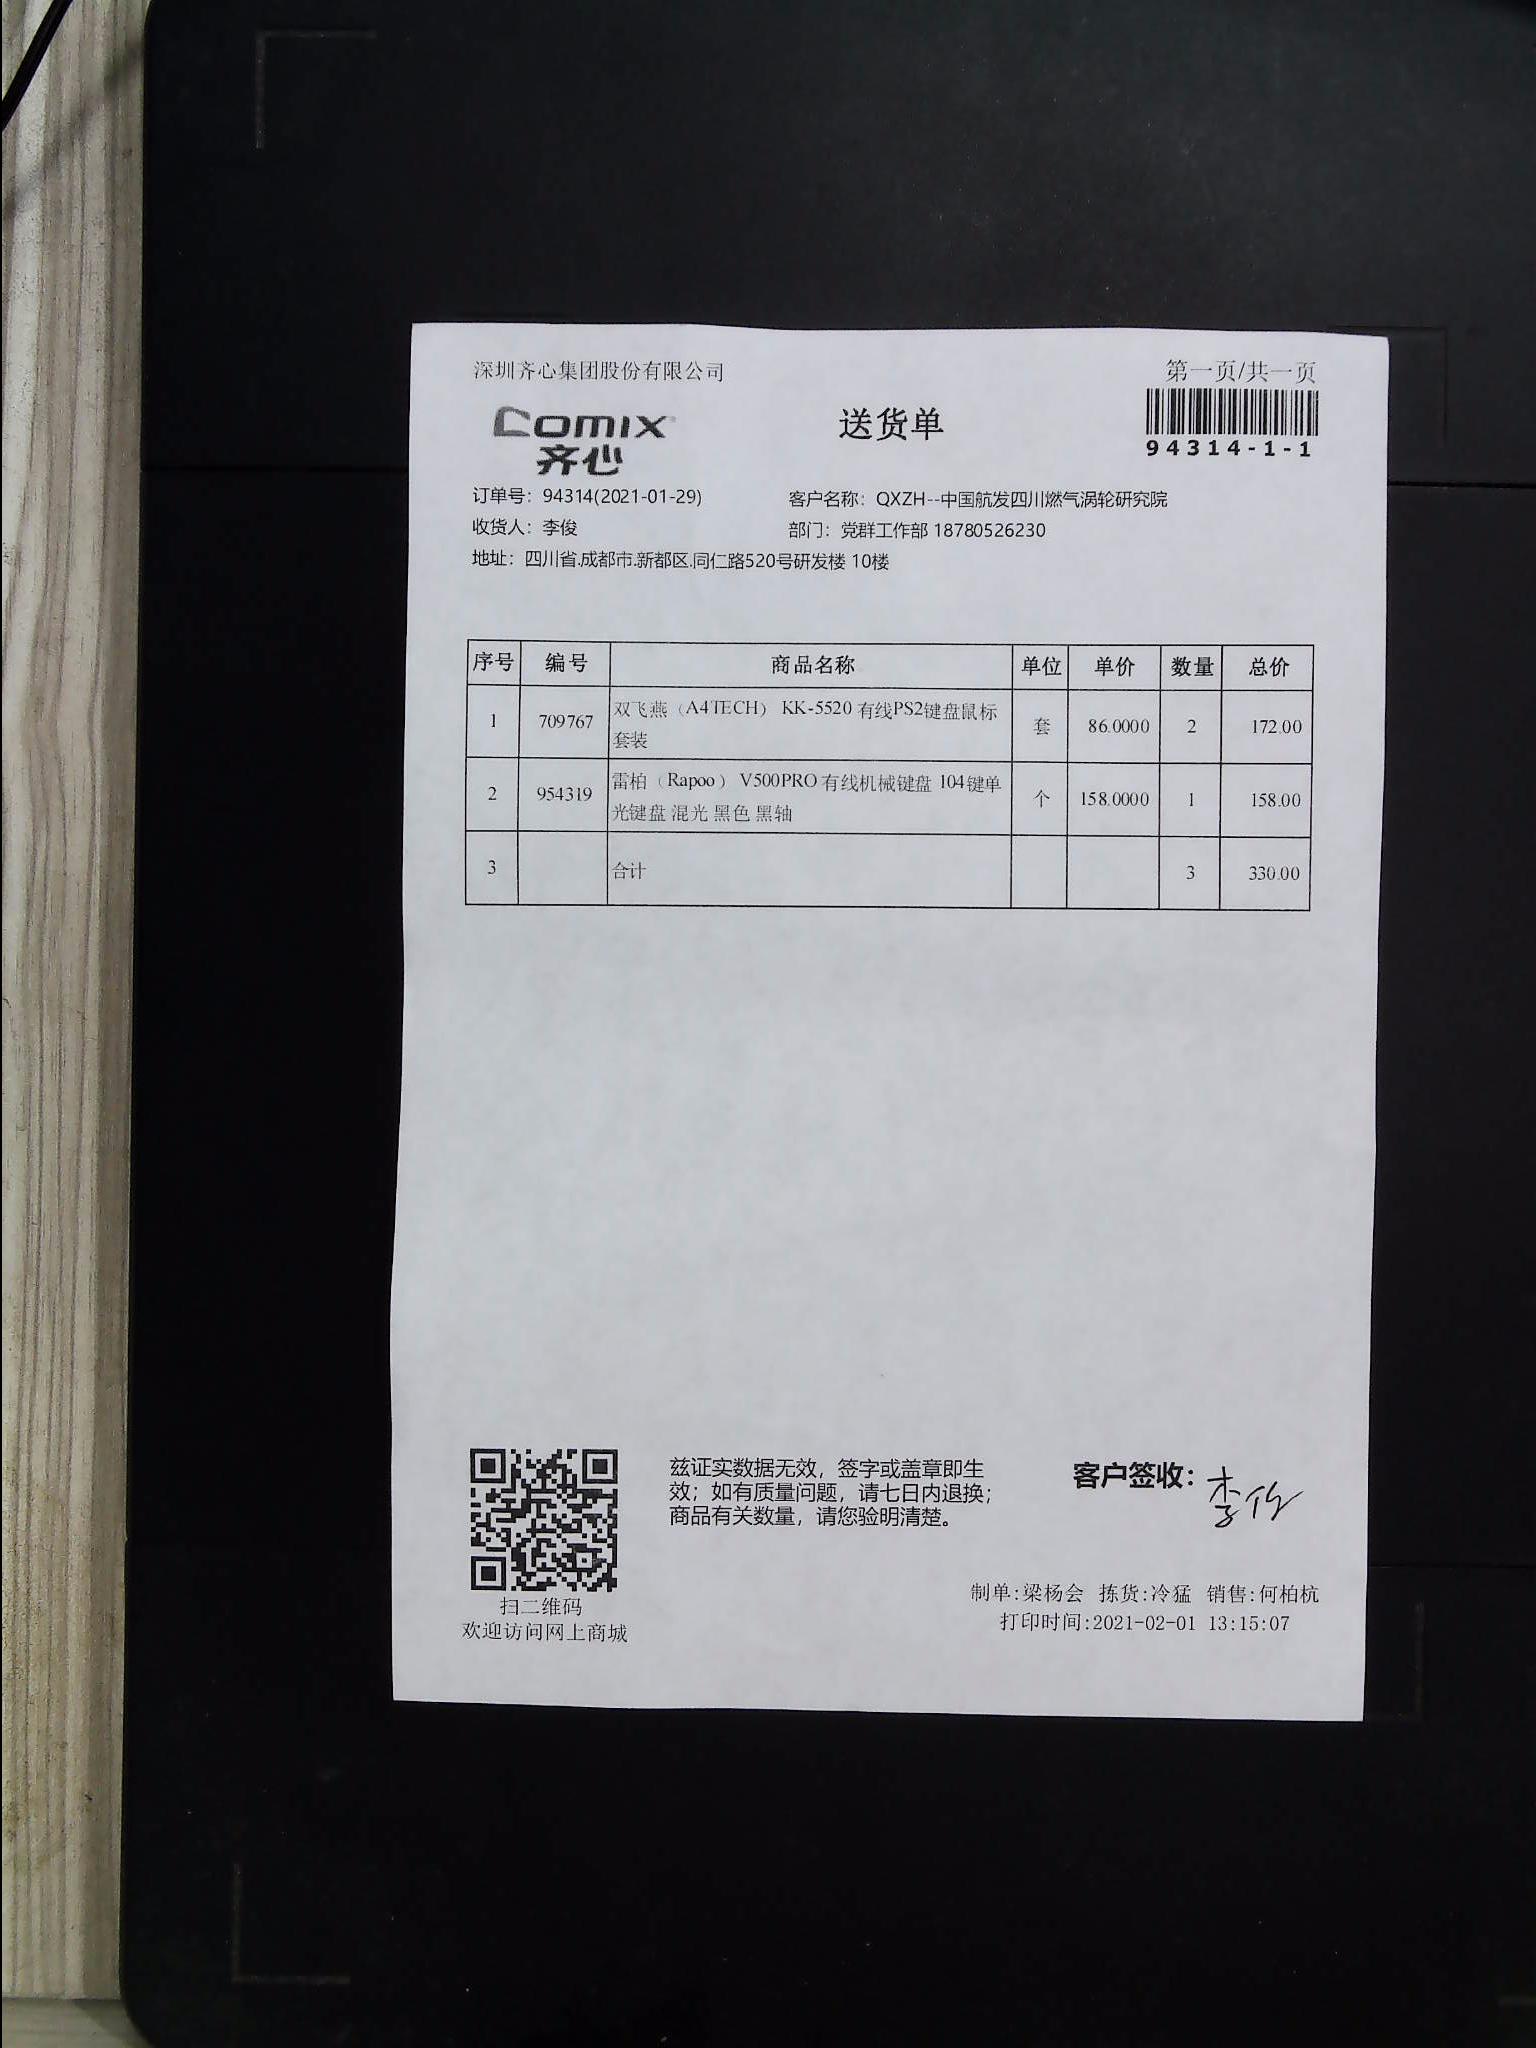 深圳齐心集团股份有限公司
第一页/共一页
COMIX
齐心
送货单
94314-1-1
订单号：94314(2021-01-29)
客户名称：QXZH--中国航发四川燃气涡轮研究院
收货人：李俊
部门：党群工作部 18780526230
地址：四川省.成都市.新都区.同仁路520号研发楼 10楼
序号 编号 商品名称 单位 单价 数量 总价
1 709767 双飞燕（A4TECH） KK-5520 有线PS2键盘鼠标 套 86.0000 2 172.00
套装
2 954319 雷柏（Rapoo） V500PRO 有线机械键盘 104键单 个 158.0000 1 158.00
光键盘 混光 黑色 黑轴
3 合计 3 330.00
兹证实数据无效，签字或盖章即生
效；如有质量问题，请七日内退换；
商品有关数量，请您验明清楚。
客户签收：李
扫二维码
欢迎访问网上商城
制单:梁杨会 拣货:冷猛 销售:何柏杭
打印时间:2021-02-01 13:15:07